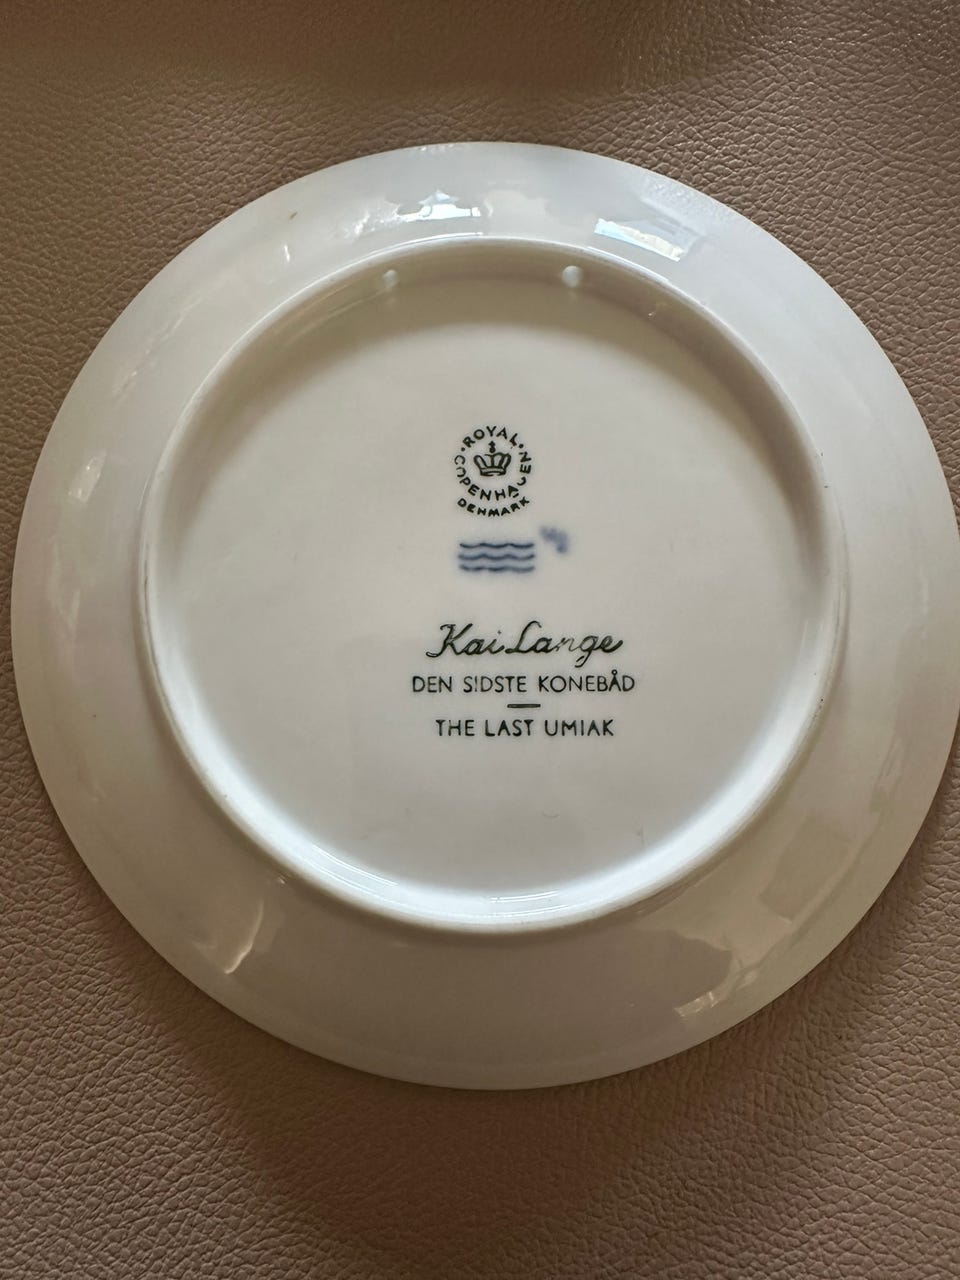 ROYAL
COPENHAGEN
DENMARK
Kai Lange
DEN SIDSTE KONEBÅD
THE LAST UMIAK